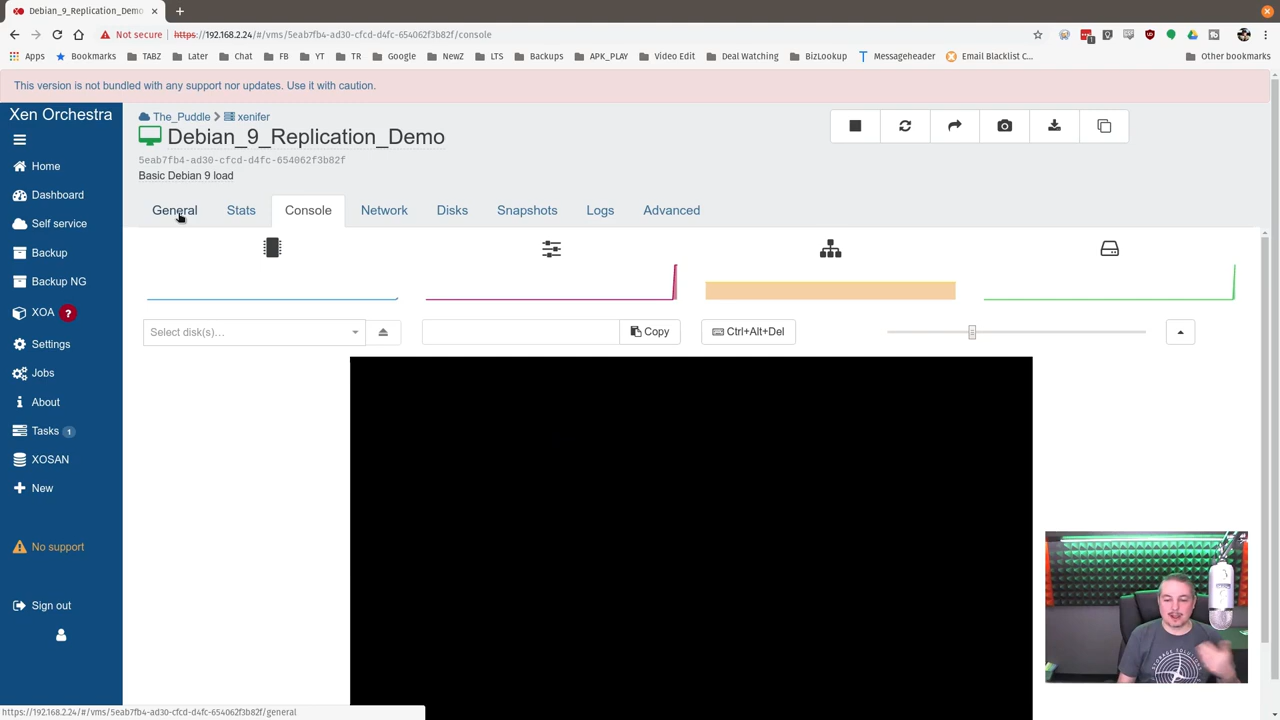 Debian_9_Replication_Demo
Not secure
https://192.168.2.24/#/vms/5eab7fb4-ad30-cfcd-d4fc-654062f3b82f/console
1
Apps
Bookmarks
TABZ
Later
Chat
FB
YT
TR
Google
NewZ
LTS
Backups
APK_PLAY
Video Edit
Deal Watching
BizLookup
Messageheader
Email Blacklist C...
Other bookmarks
This version is not bundled with any support nor updates. Use it with caution.
Xen Orchestra
Home
Dashboard
Self service
Backup
Backup NG
XOA ?
Settings
Jobs
About
Tasks 1
XOSAN
New
No support
Sign out
The_Puddle
xenifer
Debian_9_Replication_Demo
5eab7fb4-ad30-cfcd-d4fc-654062f3b82f
Basic Debian 9 load
General
Stats
Console
Network
Disks
Snapshots
Logs
Advanced
Select disk(s)...
Copy
Ctrl+Alt+Del
https://192.168.2.24/#/vms/5eab7fb4-ad30-cfcd-d4fc-654062f3b82f/general